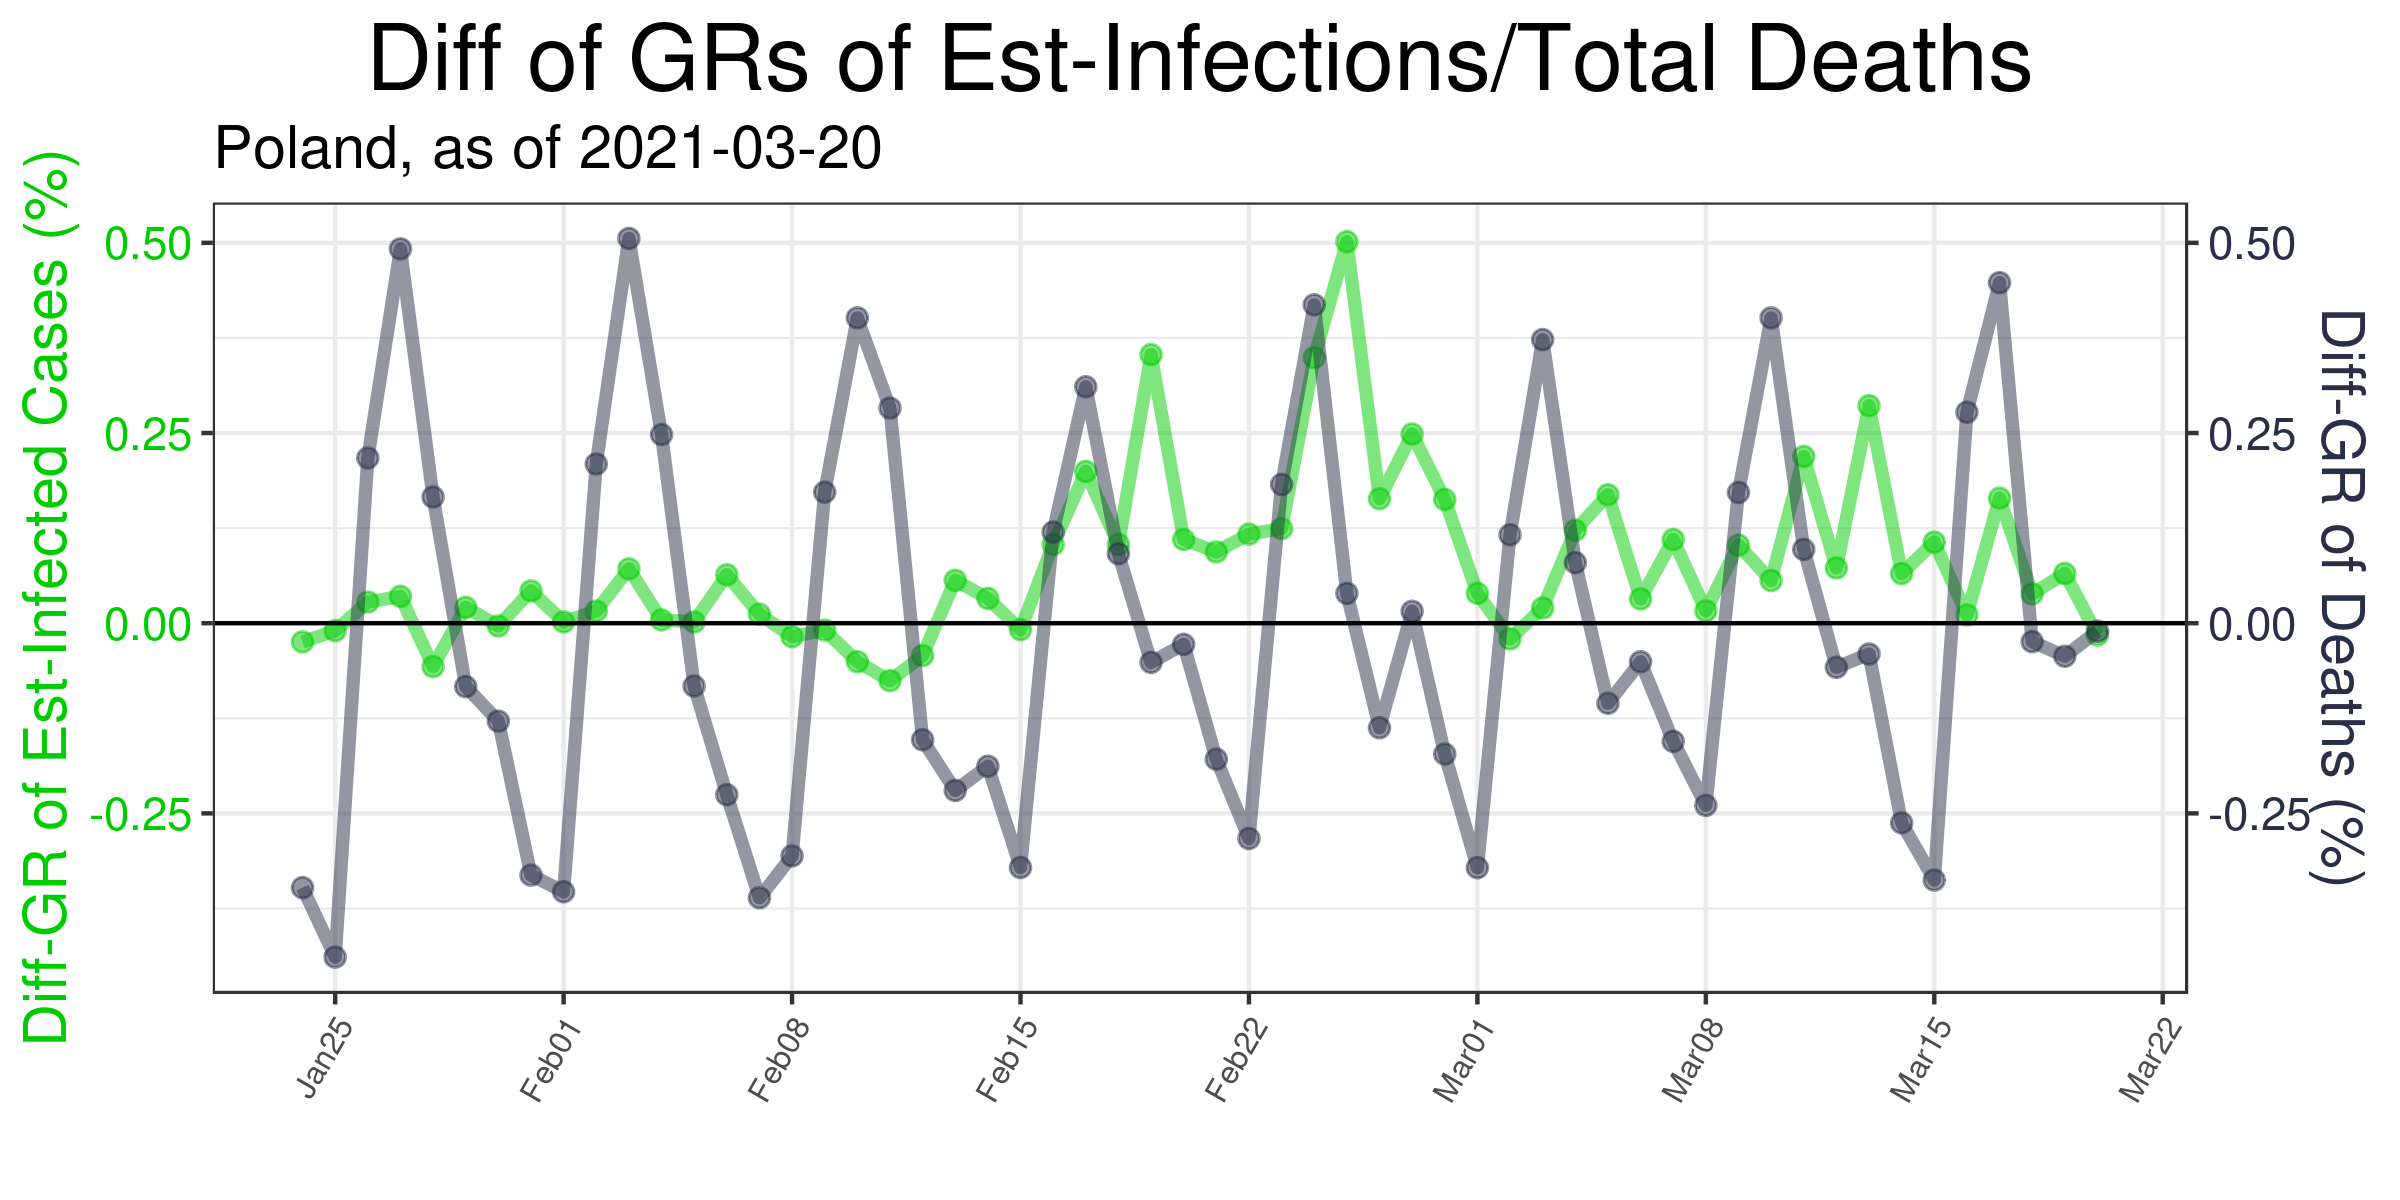 Diff of GRs of Est-Infections/Total Deaths
Poland, as of 2021-03-20
Diff-GR of Est-Infected Cases (%)
0.50
0.25
0.00
-0.25
0.50
0.25
0.00
-0.25
Diff-GR of Deaths (%)
Jan25
Feb01
Feb08
Feb15
Feb22
Mar01
Mar08
Mar15
Mar22